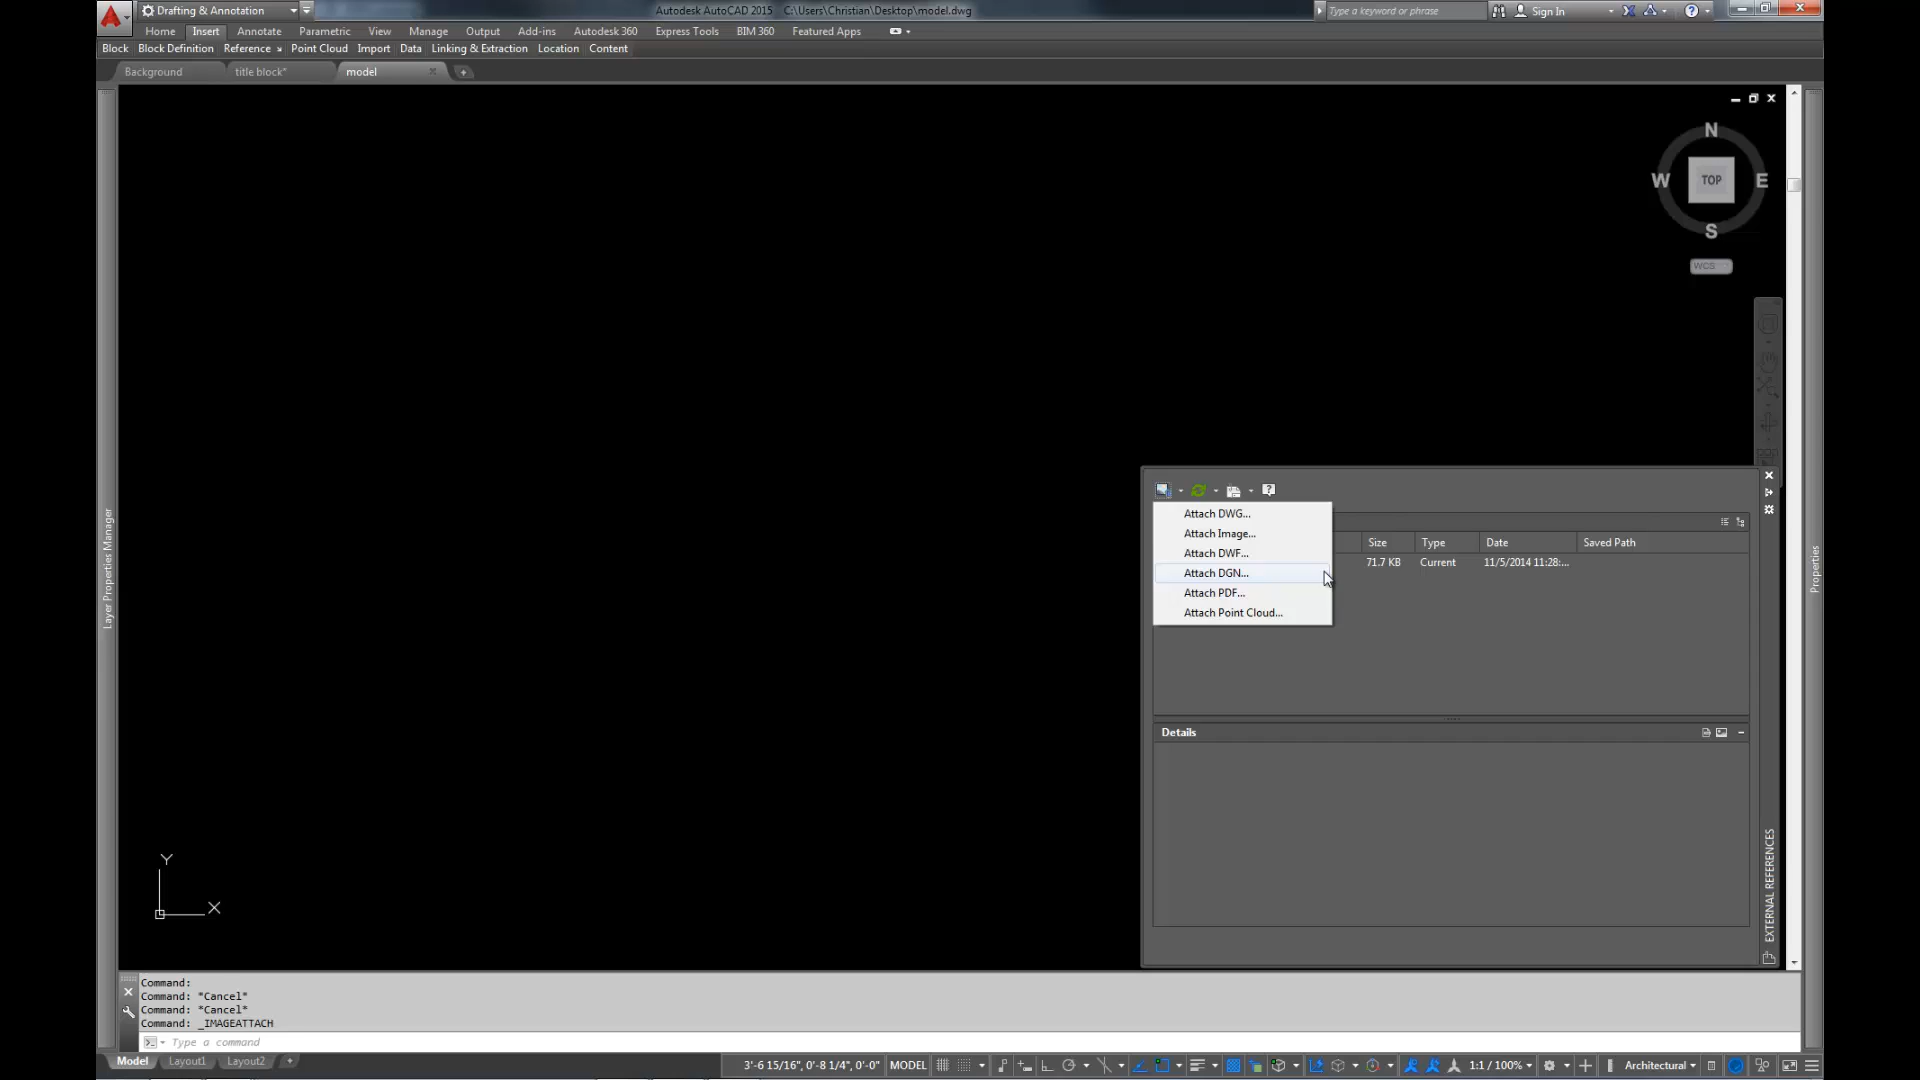 Drafting & Annotation
Autodesk AutoCAD 2015 C:\Users\Christian\Desktop\model.dwg
Type a keyword or phrase
Sign In
Home Insert Annotate Parametric View Manage Output Add-ins Autodesk 360 Express Tools BIM 360 Featured Apps
Block Block Definition Reference Point Cloud Import Data Linking & Extraction Location Content
Background title block* model
N
W TOP E
S
WCS
Attach DWG...
Attach Image...
Attach DWF...
Attach DGN...
Attach PDF...
Attach Point Cloud...
Size Type Date Saved Path
71.7 KB Current 11/5/2014 11:28:...
Details
EXTERNAL REFERENCES
Layer Properties Manager
Properties
Y
X
Command:
Command: *Cancel*
Command: *Cancel*
Command: _IMAGEATTACH
Type a command
Model Layout1 Layout2
3'-6 15/16", 0'-8 1/4", 0'-0" MODEL 1:1 / 100% Architectural